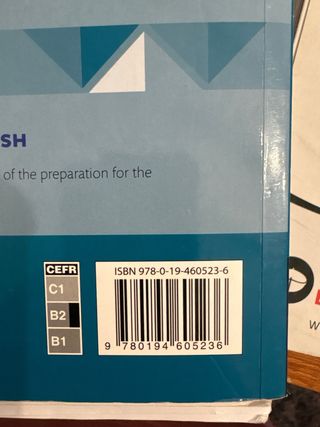 SH
of the preparation for the
CEFR
C1
B2
B1
ISBN 978-0-19-460523-6
9 780194 605236